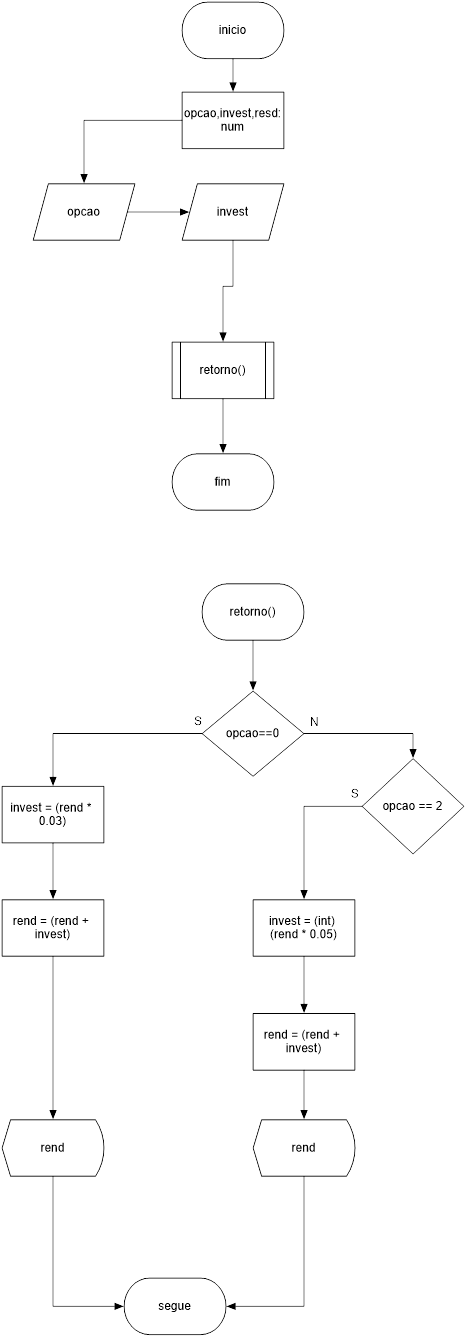 inicio
opcao,invest,resd:
num
opcao
invest
retorno()
fim
retorno()
S
opcao==0
N
S
opcao == 2
invest = (rend *
0.03)
rend = (rend +
invest)
invest = (int)
(rend * 0.05)
rend = (rend +
invest)
rend
rend
segue